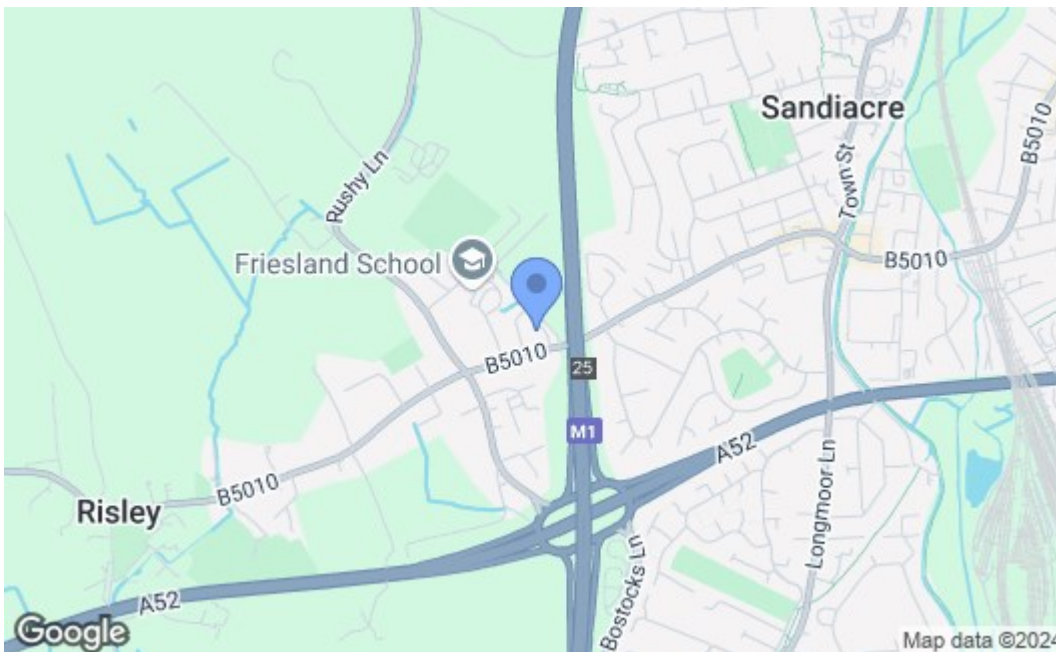 Sandiacre
B5010
Town St
Rushy Ln
Friesland School
B5010
B5010
25
M1
A52
Longmoor Ln
B5010
Risley
Bostocks Ln
A52
Google
Map data ©2024